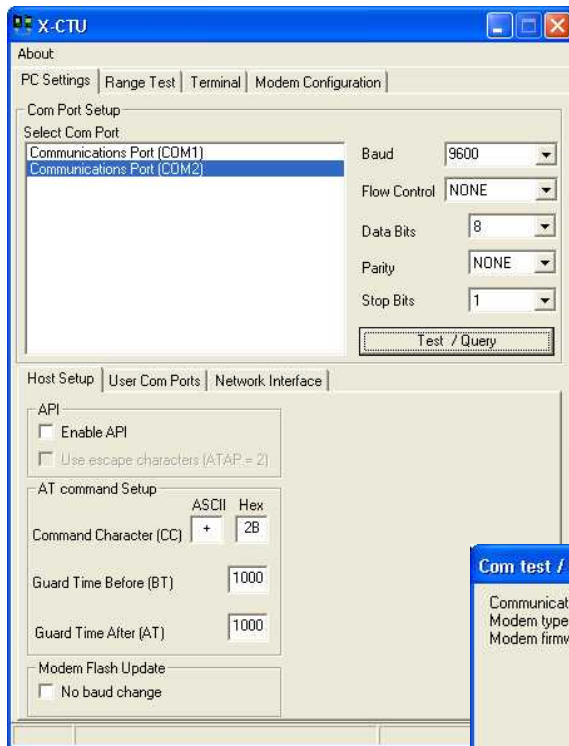 X-CTU
About
PC Settings Range Test Terminal Modem Configuration
Com Port Setup
Select Com Port
Communications Port (COM1)
Communications Port (COM2)
Baud 9600
Flow Control NONE
Data Bits 8
Parity NONE
Stop Bits 1
Test / Query
Host Setup User Com Ports Network Interface
API
Enable API
Use escape characters (ATAP = 2)
AT command Setup
ASCII Hex
Command Character (CC) + 2B
Guard Time Before (BT) 1000
Guard Time After (AT) 1000
Modem Flash Update
No baud change
Com test /
Communicat
Modem type
Modem firmw